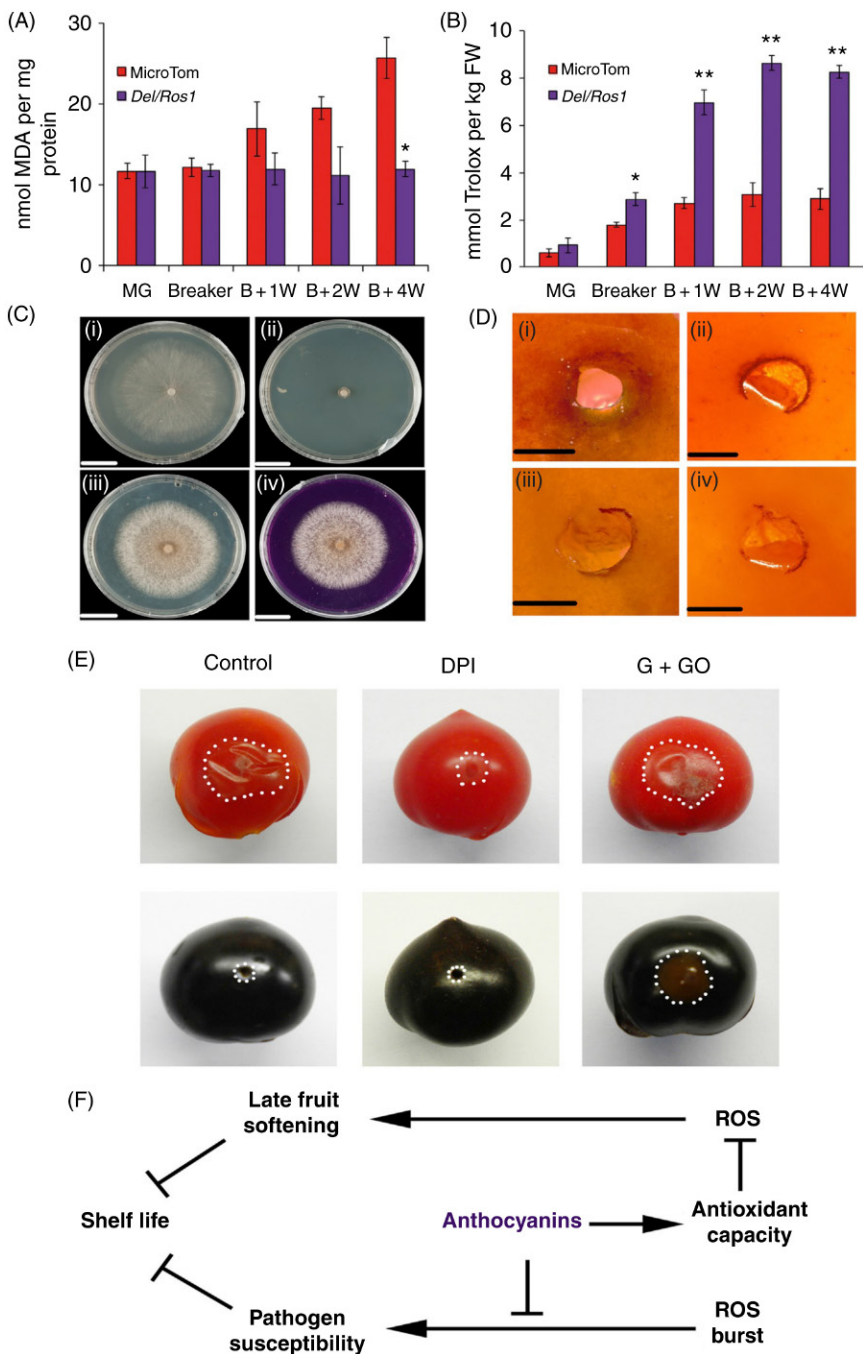 (A)
30
20
10
0
nmol MDA per mg
protein
MicroTom
Del/Ros1
*
MG Breaker B + 1W B + 2W B + 4W
(B)
10
8
6
4
2
0
mmol Trolox per kg FW
MicroTom
Del/Ros1
*
**
**
**
MG Breaker B + 1W B + 2W B + 4W
(C)
(i)
(ii)
(iii)
(iv)
(D)
(i)
(ii)
(iii)
(iv)
(E)
Control DPI G + GO
(F)
Late fruit
softening
ROS
Shelf life
Anthocyanins
Antioxidant
capacity
Pathogen
susceptibility
ROS
burst